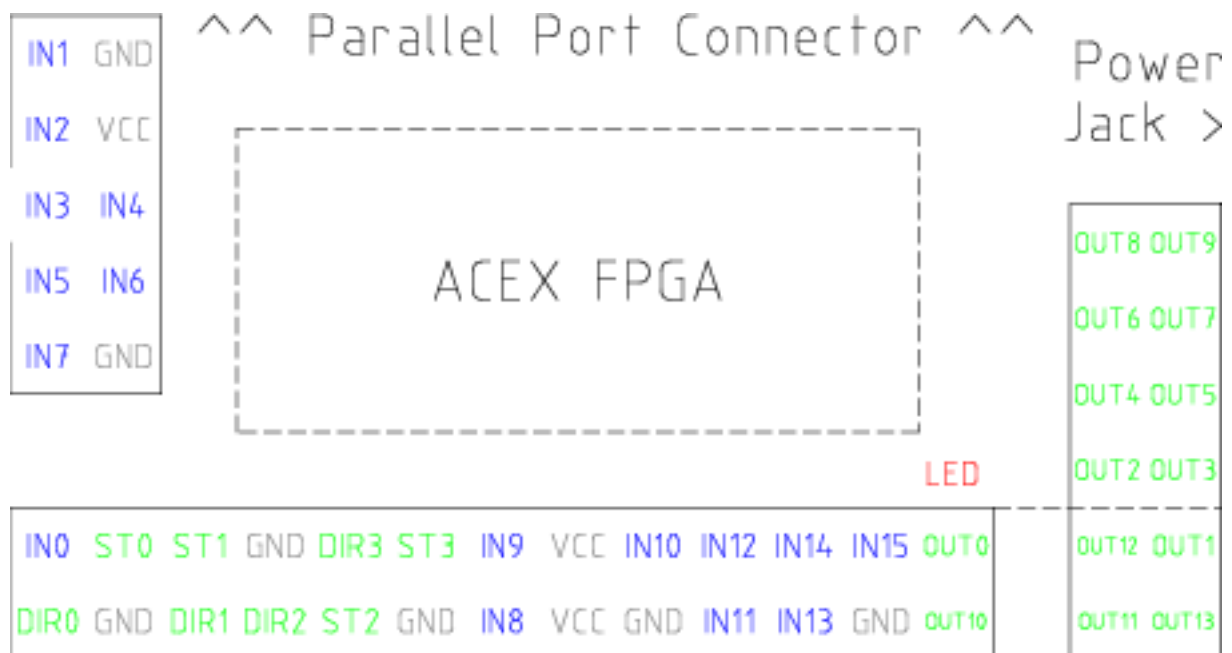 ^^ Parallel Port Connector ^^
Power
Jack >
IN1 GND
IN2 VCC
IN3 IN4
IN5 IN6
IN7 GND
ACEX FPGA
OUT8 OUT9
OUT6 OUT7
OUT4 OUT5
OUT2 OUT3
LED
IN0 ST0 ST1 GND DIR3 ST3 IN9 VCC IN10 IN12 IN14 IN15 OUT0
DIR0 GND DIR1 DIR2 ST2 GND IN8 VCC GND IN11 IN13 GND OUT10
OUT12 OUT1
OUT11 OUT13